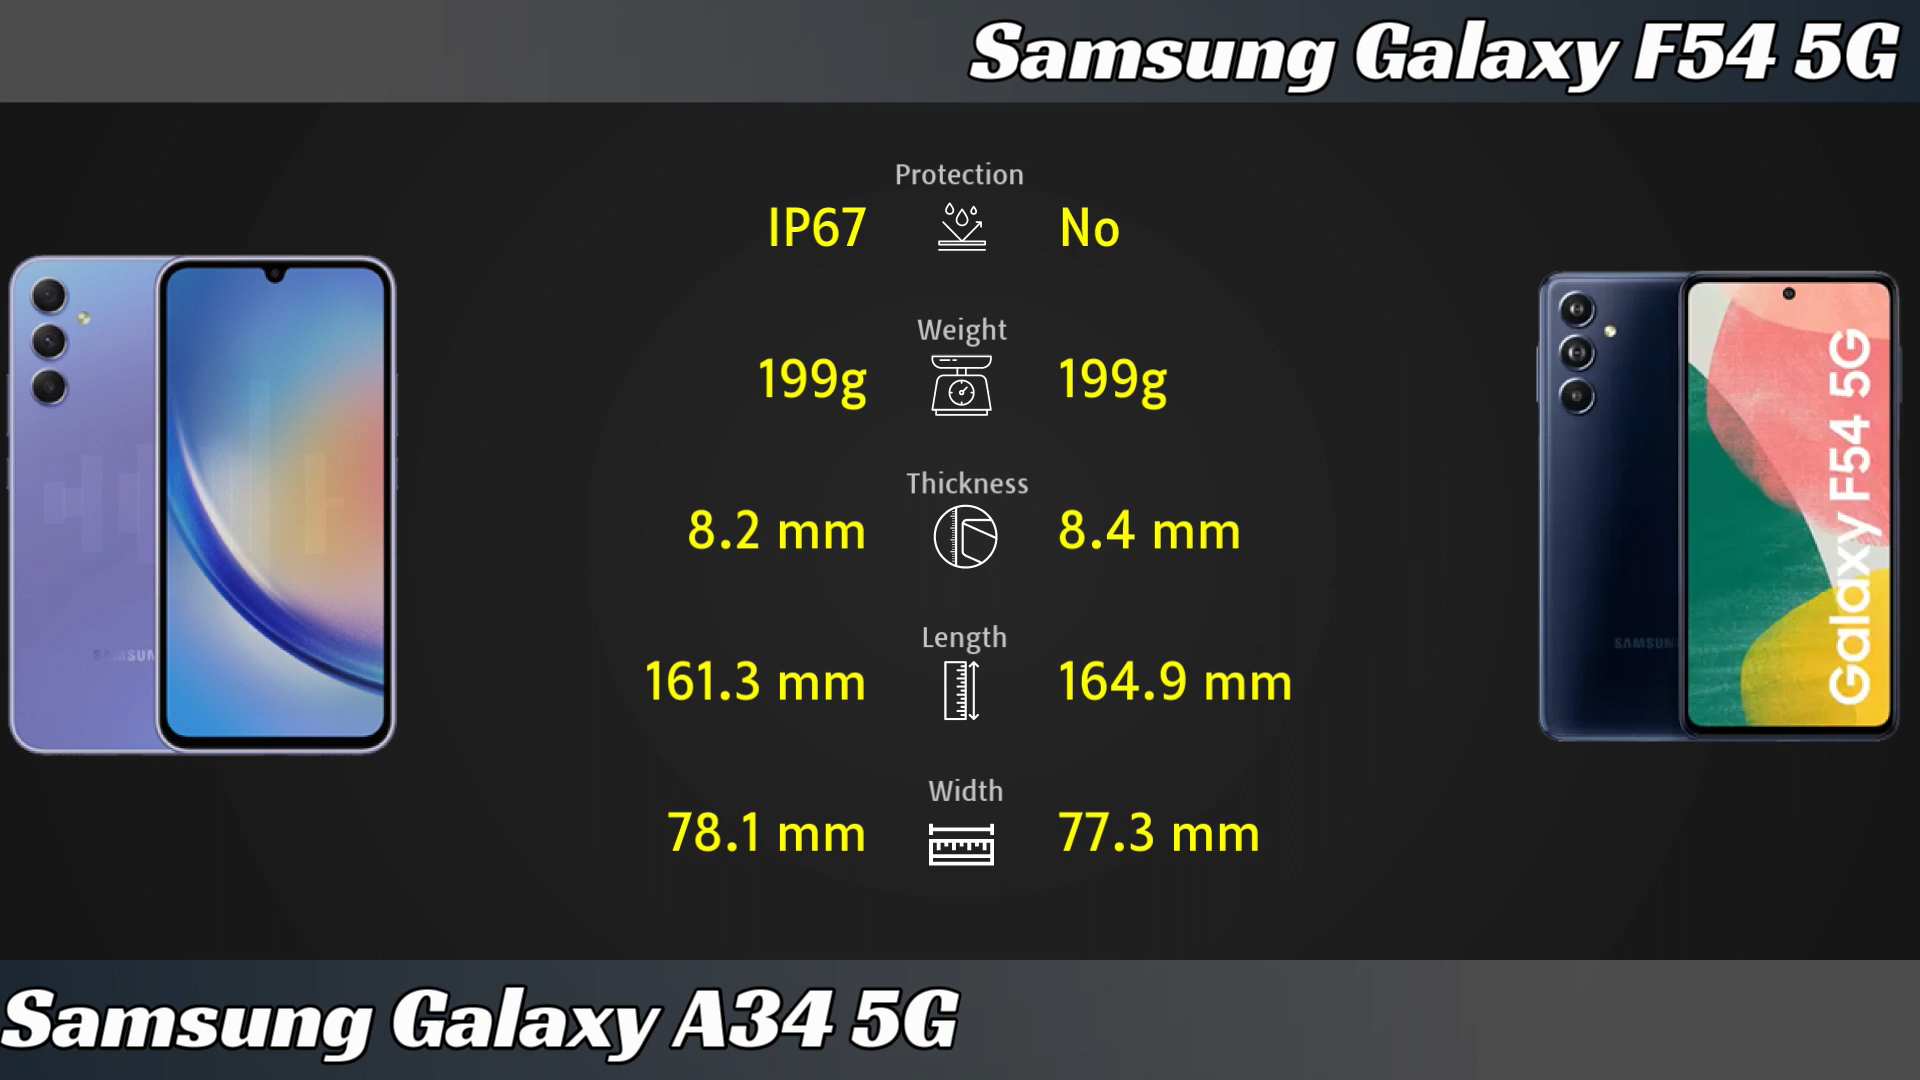 Samsung Galaxy F54 5G
Protection
IP67 No
Weight
199g 199g
Thickness
8.2 mm 8.4 mm
Length
161.3 mm 164.9 mm
Width
78.1 mm 77.3 mm
SAMSUN
SAMSUN
Galaxy F54 5G
Samsung Galaxy A34 5G